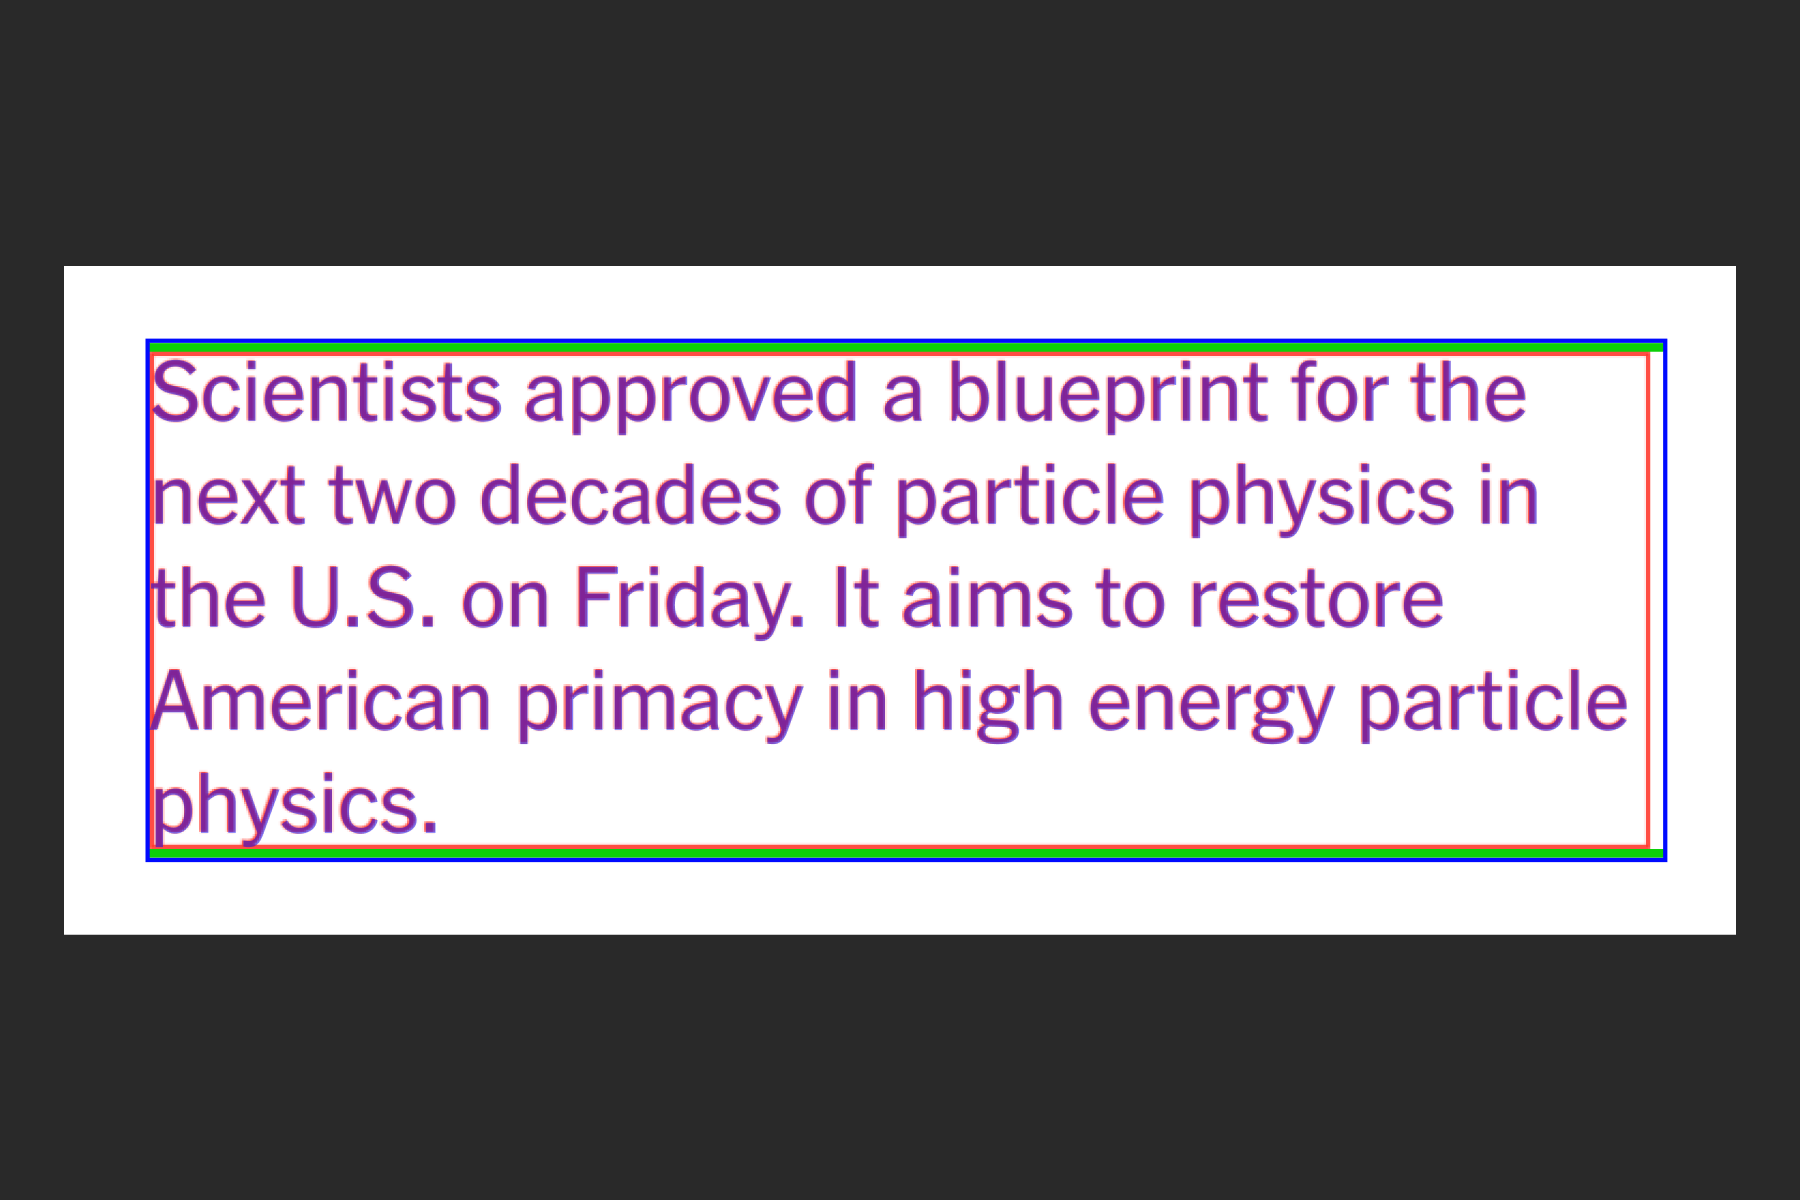 Scientists approved a blueprint for the
next two decades of particle physics in
the U.S. on Friday. It aims to restore
American primacy in high energy particle
physics.